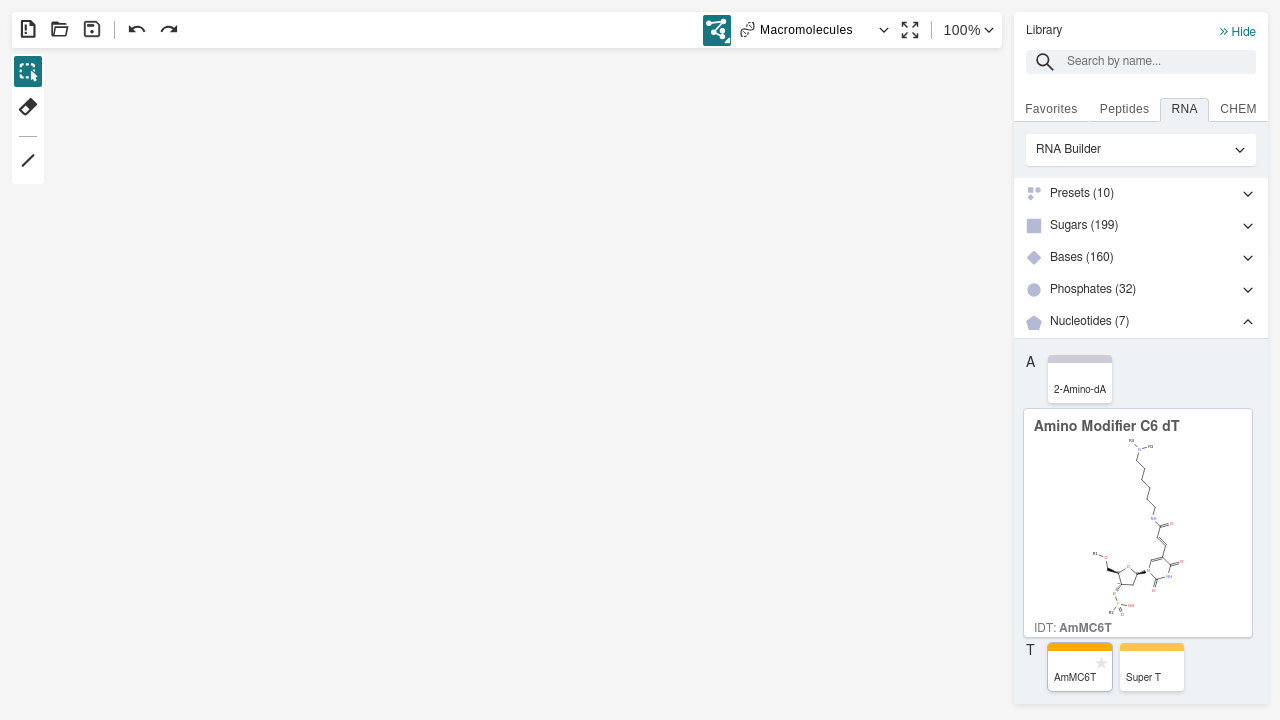 Macromolecules
100%
Library
Hide
Search by name...
Favorites
Peptides
RNA
CHEM
RNA Builder
Presets (10)
Sugars (199)
Bases (160)
Phosphates (32)
Nucleotides (7)
A
2-Amino-dA
Amino Modifier C6 dT
IDT: AmMC6T
T
AmMC6T
Super T